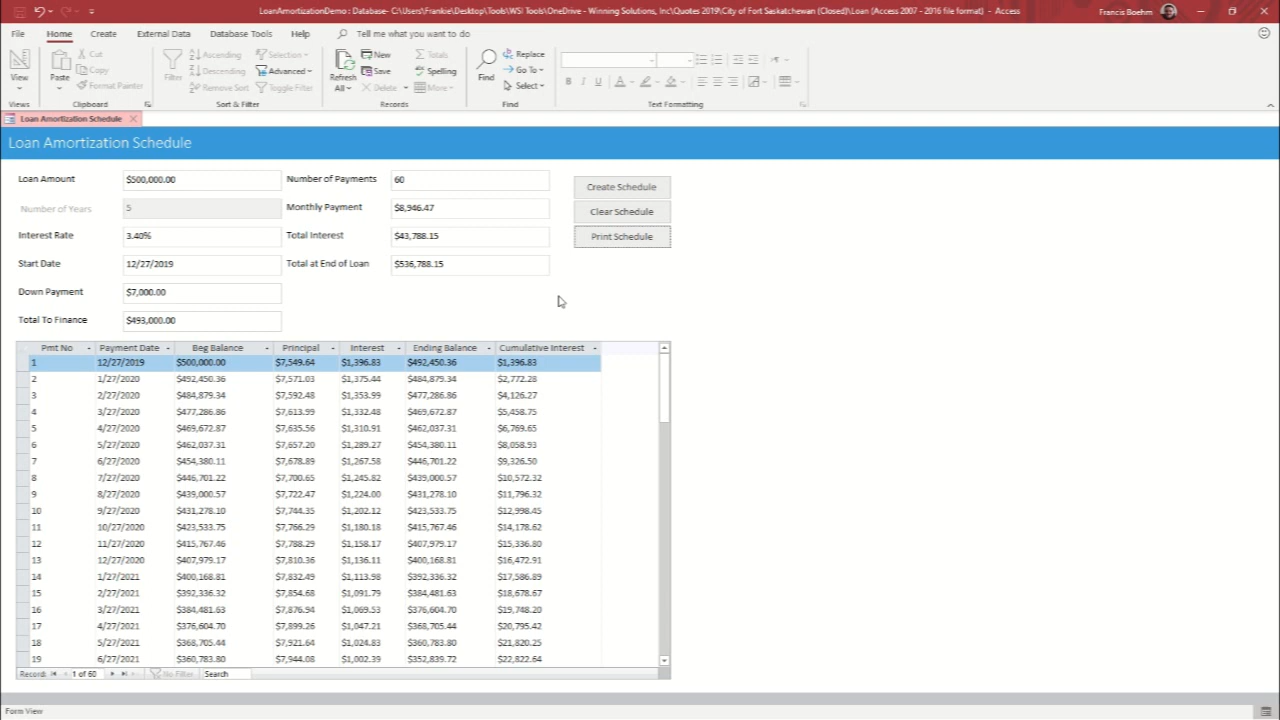 LoanAmortizationDemo : Database- C:\Users\Frankie\Desktop\Tools\WSI Tools\OneDrive - Winning Solutions, Inc\Quotes 2019\City of Fort Saskatchewan (Closed)\Loan (Access 2007 - 2016 file format) - Access Francis Boehm
File Home Create External Data Database Tools Help Tell me what you want to do
View Paste Cut Copy Format Painter Filter Ascending Descending Remove Sort Selection Advanced Toggle Filter Refresh All New Save Delete Totals Spelling More Find Replace Go To Select B I U A
Views Clipboard Sort & Filter Records Find Text Formatting
Loan Amortization Schedule
Loan Amortization Schedule
Loan Amount $500,000.00 Number of Payments 60 Create Schedule
Number of Years 5 Monthly Payment $8,946.47 Clear Schedule
Interest Rate 3.40% Total Interest $43,788.15 Print Schedule
Start Date 12/27/2019 Total at End of Loan $536,788.15
Down Payment $7,000.00
Total To Finance $493,000.00
Pmt No Payment Date Beg Balance Principal Interest Ending Balance Cumulative Interest
1 12/27/2019 $500,000.00 $7,549.64 $1,396.83 $492,450.36 $1,396.83
2 1/27/2020 $492,450.36 $7,571.03 $1,375.44 $484,879.34 $2,772.28
3 2/27/2020 $484,879.34 $7,592.48 $1,353.99 $477,286.86 $4,126.27
4 3/27/2020 $477,286.86 $7,613.99 $1,332.48 $469,672.87 $5,458.75
5 4/27/2020 $469,672.87 $7,635.56 $1,310.91 $462,037.31 $6,769.65
6 5/27/2020 $462,037.31 $7,657.20 $1,289.27 $454,380.11 $8,058.93
7 6/27/2020 $454,380.11 $7,678.89 $1,267.58 $446,701.22 $9,326.50
8 7/27/2020 $446,701.22 $7,700.65 $1,245.82 $439,000.57 $10,572.32
9 8/27/2020 $439,000.57 $7,722.47 $1,224.00 $431,278.10 $11,796.32
10 9/27/2020 $431,278.10 $7,744.35 $1,202.12 $423,533.75 $12,998.45
11 10/27/2020 $423,533.75 $7,766.29 $1,180.18 $415,767.46 $14,178.62
12 11/27/2020 $415,767.46 $7,788.29 $1,158.17 $407,979.17 $15,336.80
13 12/27/2020 $407,979.17 $7,810.36 $1,136.11 $400,168.81 $16,472.91
14 1/27/2021 $400,168.81 $7,832.49 $1,113.98 $392,336.32 $17,586.89
15 2/27/2021 $392,336.32 $7,854.68 $1,091.79 $384,481.63 $18,678.67
16 3/27/2021 $384,481.63 $7,876.94 $1,069.53 $376,604.70 $19,748.20
17 4/27/2021 $376,604.70 $7,899.26 $1,047.21 $368,705.44 $20,795.42
18 5/27/2021 $368,705.44 $7,921.64 $1,024.83 $360,783.80 $21,820.25
19 6/27/2021 $360,783.80 $7,944.08 $1,002.39 $352,839.72 $22,822.64
Record: 1 of 60 No Filter Search
Form View